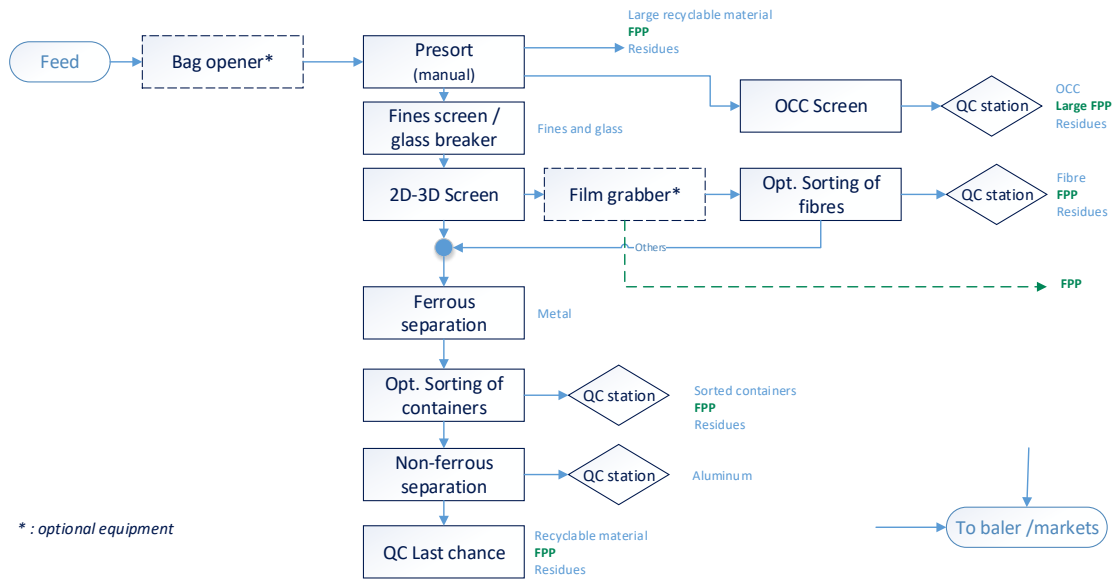 Large recyclable material
FPP
Residues
Feed
Bag opener*
Presort
(manual)
OCC Screen
QC station
OCC
Large FPP
Residues
Fines screen /
glass breaker
Fines and glass
2D-3D Screen
Film grabber*
Opt. Sorting of
fibres
QC station
Fibre
FPP
Residues
Others
FPP
Ferrous
separation
Metal
Opt. Sorting of
containers
QC station
Sorted containers
FPP
Residues
Non-ferrous
separation
QC station
Aluminum
* : optional equipment
QC Last chance
Recyclable material
FPP
Residues
To baler /markets